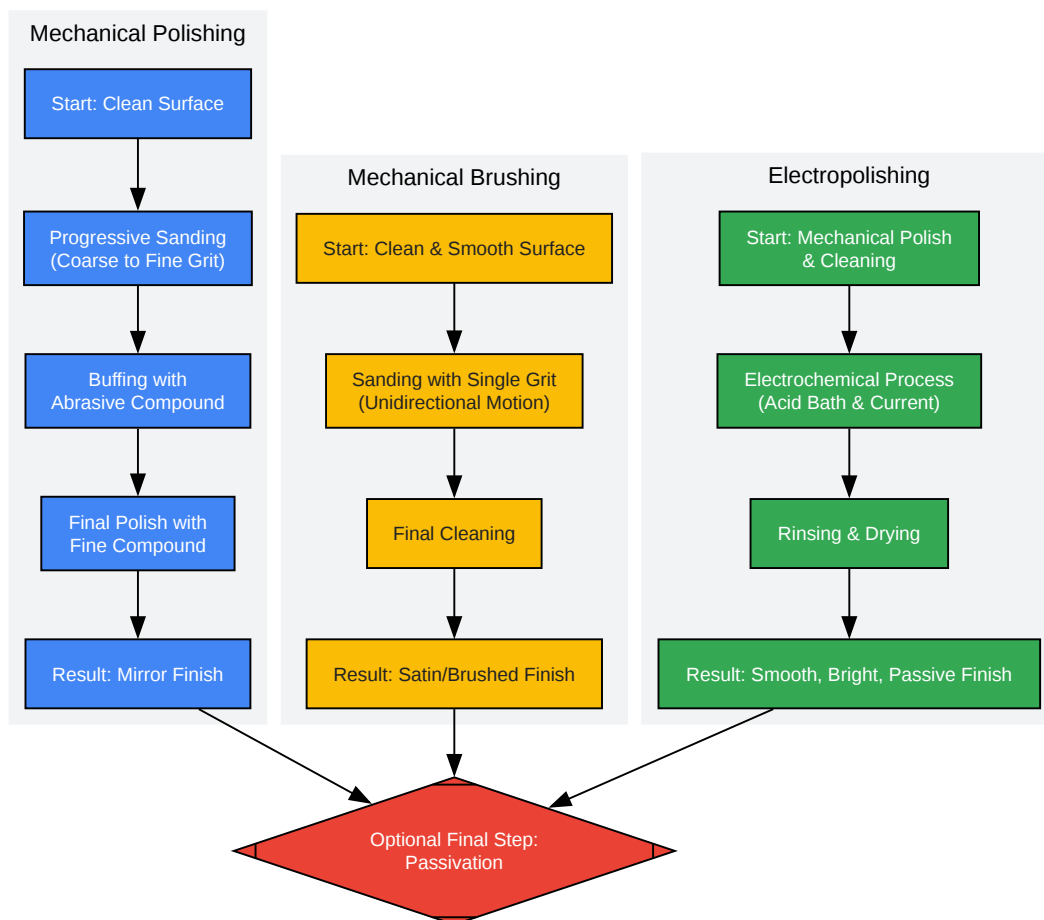 Mechanical Polishing
Start: Clean Surface
Progressive Sanding
(Coarse to Fine Grit)
Buffing with
Abrasive Compound
Final Polish with
Fine Compound
Result: Mirror Finish
Mechanical Brushing
Start: Clean & Smooth Surface
Sanding with Single Grit
(Unidirectional Motion)
Final Cleaning
Result: Satin/Brushed Finish
Electropolishing
Start: Mechanical Polish
& Cleaning
Electrochemical Process
(Acid Bath & Current)
Rinsing & Drying
Result: Smooth, Bright, Passive Finish
Optional Final Step:
Passivation